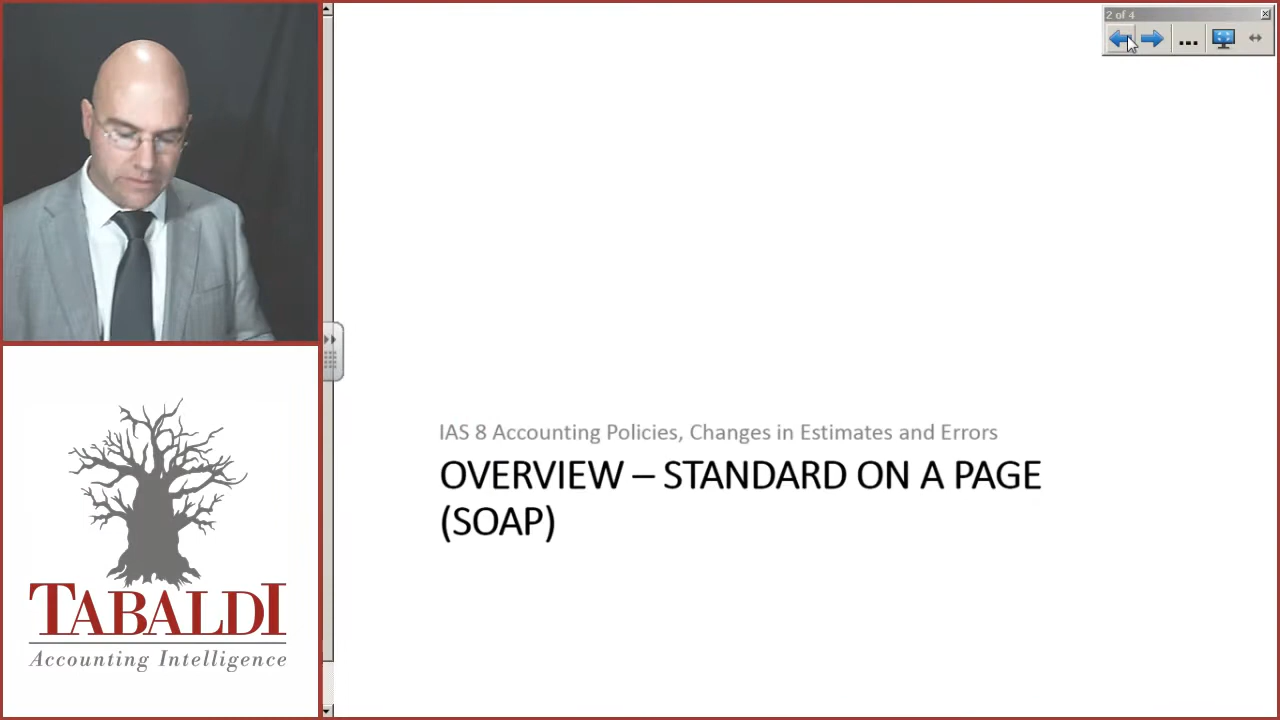 2 of 4
IAS 8 Accounting Policies, Changes in Estimates and Errors
OVERVIEW – STANDARD ON A PAGE
(SOAP)
TABALDI
Accounting Intelligence